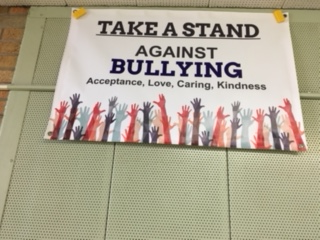 TAKE A STAND
AGAINST
BULLYING
Acceptance, Love, Caring, Kindness